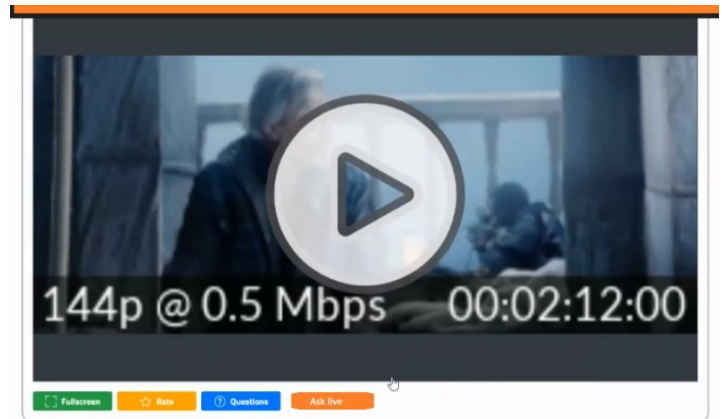 144p @ 0.5 Mbps 00:02:12:00
Fullscreen Rate Questions Ask live